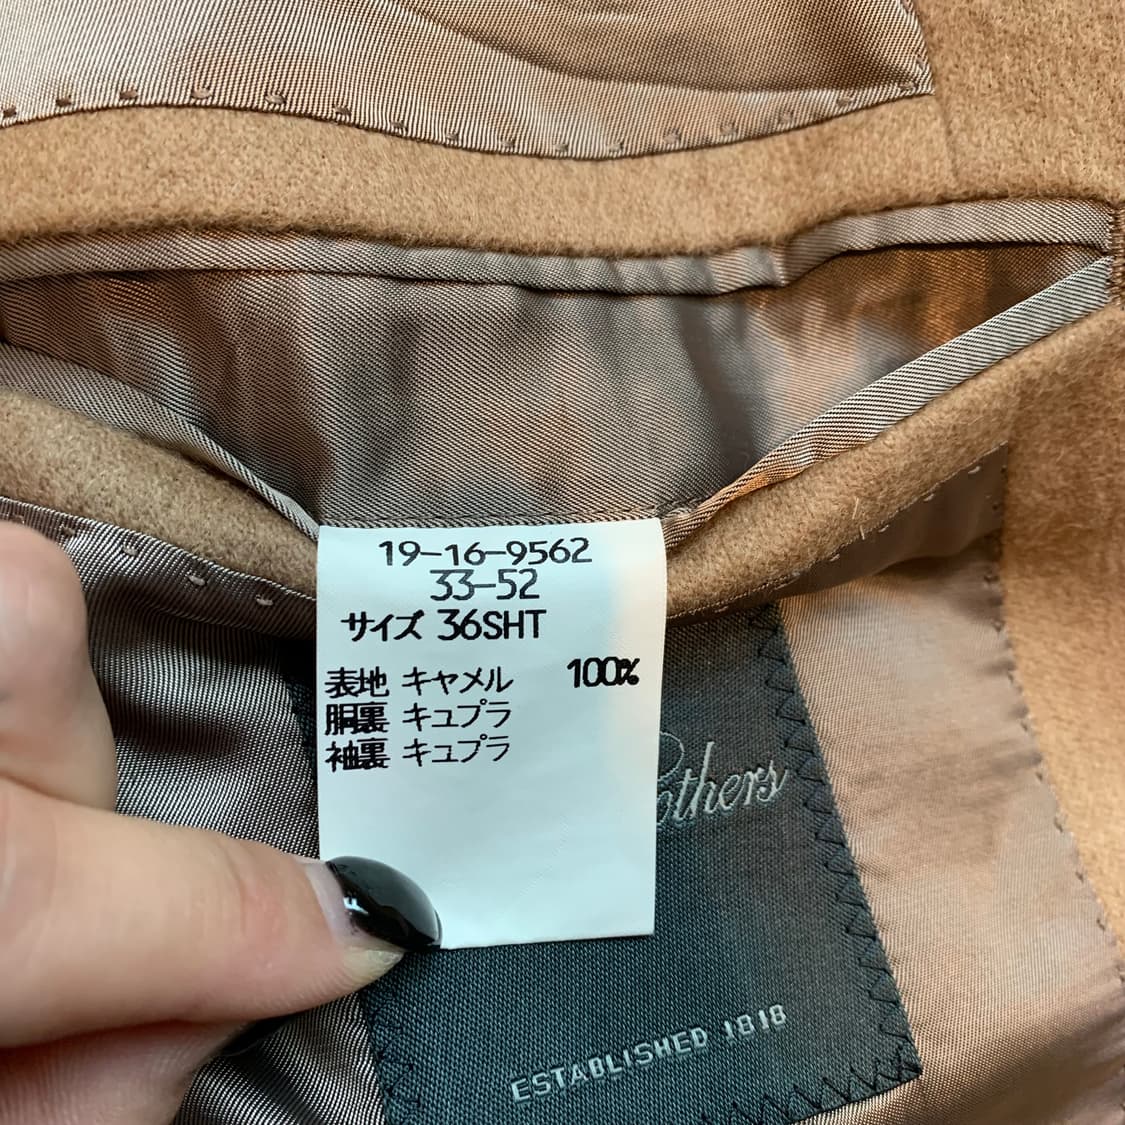 19-16-9562
33-52
サイズ 36SHT
表地 キャメル 100%
胴裏 キュプラ
袖裏 キュプラ
others
ESTABLISHED 1818